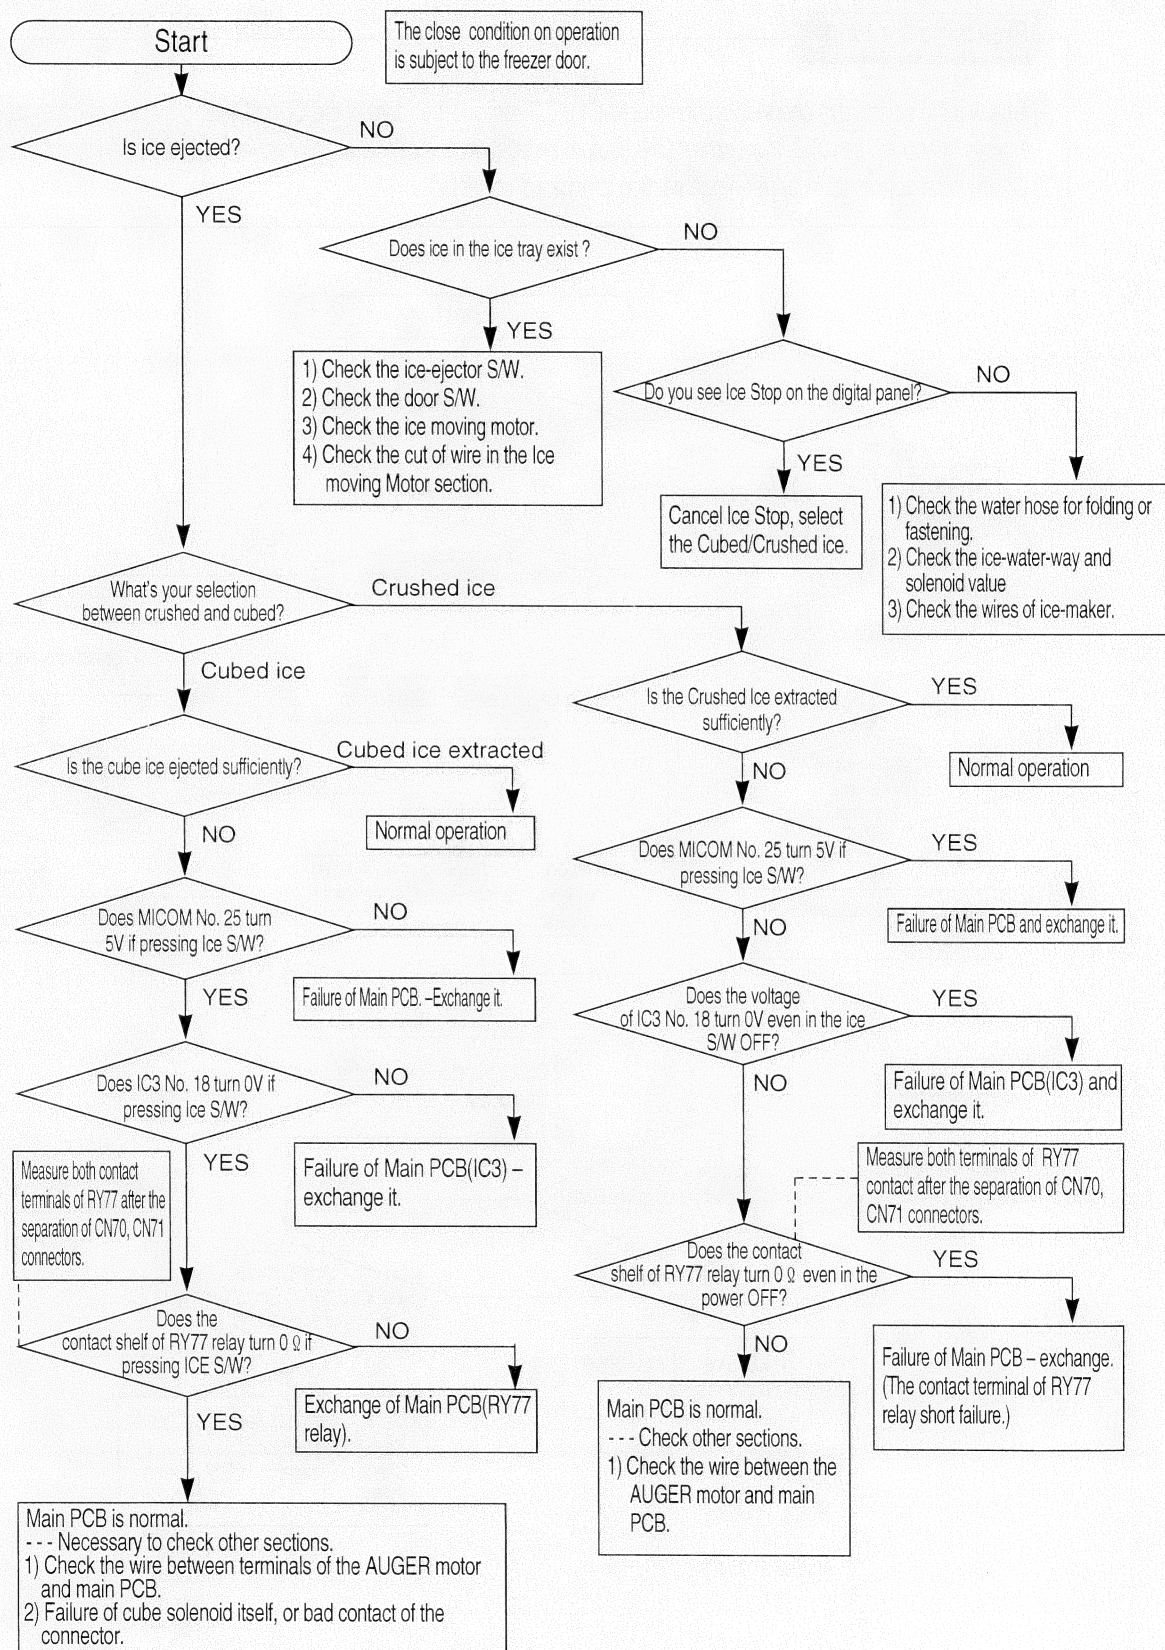 Start
The close condition on operation
is subject to the freezer door.
Is ice ejected?
NO
YES
Does ice in the ice tray exist ?
NO
YES
1) Check the ice-ejector S/W.
2) Check the door S/W.
3) Check the ice moving motor.
4) Check the cut of wire in the Ice
moving Motor section.
Do you see Ice Stop on the digital panel?
NO
YES
Cancel Ice Stop, select
the Cubed/Crushed ice.
1) Check the water hose for folding or
fastening.
2) Check the ice-water-way and
solenoid value
3) Check the wires of ice-maker.
What's your selection
between crushed and cubed?
Crushed ice
Cubed ice
Is the cube ice ejected sufficiently?
Cubed ice extracted
Normal operation
NO
Does MICOM No. 25 turn
5V if pressing Ice S/W?
NO
Failure of Main PCB. –Exchange it.
YES
Does IC3 No. 18 turn 0V if
pressing Ice S/W?
NO
Failure of Main PCB(IC3) –
exchange it.
YES
Measure both contact
terminals of RY77 after the
separation of CN70, CN71
connectors.
Does the
contact shelf of RY77 relay turn 0 Ω if
pressing ICE S/W?
NO
Exchange of Main PCB(RY77
relay).
YES
Main PCB is normal.
- - - Necessary to check other sections.
1) Check the wire between terminals of the AUGER motor
and main PCB.
2) Failure of cube solenoid itself, or bad contact of the
connector.
Is the Crushed Ice extracted
sufficiently?
YES
Normal operation
NO
Does MICOM No. 25 turn 5V if
pressing Ice S/W?
YES
Failure of Main PCB and exchange it.
NO
Does the voltage
of IC3 No. 18 turn 0V even in the ice
S/W OFF?
YES
Failure of Main PCB(IC3) and
exchange it.
NO
Measure both terminals of RY77
contact after the separation of CN70,
CN71 connectors.
Does the contact
shelf of RY77 relay turn 0 Ω even in the
power OFF?
YES
Failure of Main PCB – exchange.
(The contact terminal of RY77
relay short failure.)
NO
Main PCB is normal.
- - - Check other sections.
1) Check the wire between the
AUGER motor and main
PCB.